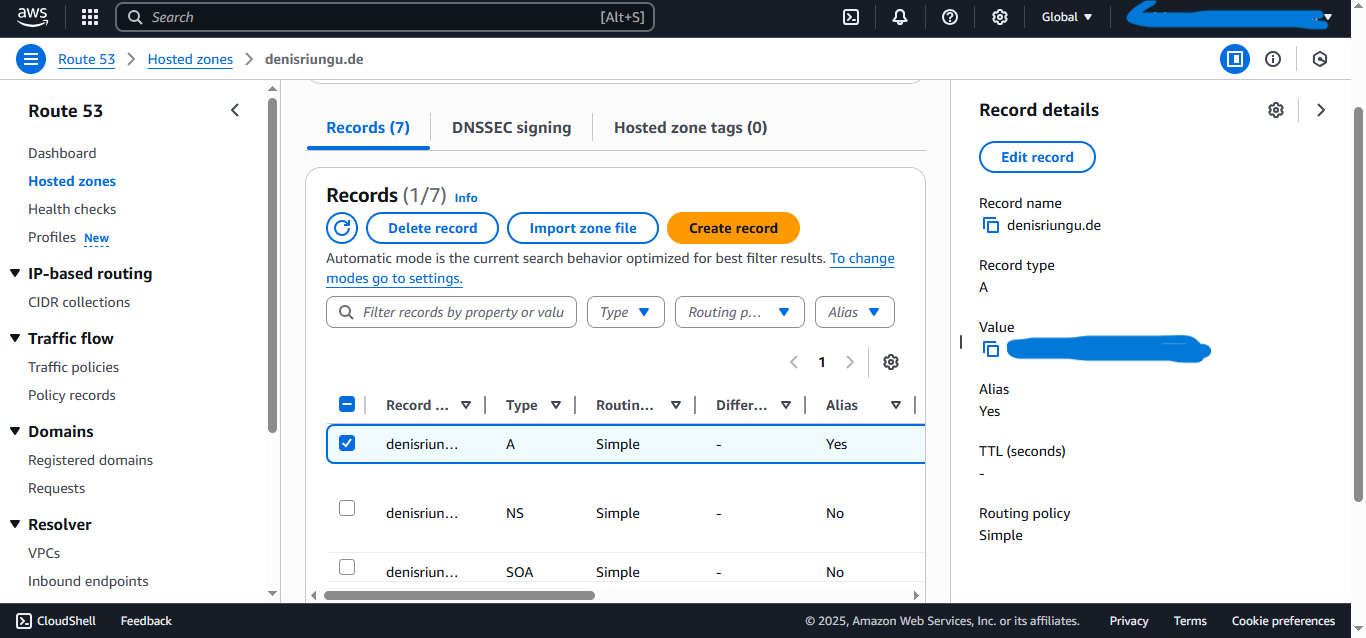 aws
Search [Alt+S] Global
Route 53 Hosted zones denisriungu.de
Route 53
Dashboard
Hosted zones
Health checks
Profiles New
IP-based routing
CIDR collections
Traffic flow
Traffic policies
Policy records
Domains
Registered domains
Requests
Resolver
VPCs
Inbound endpoints
Records (7) DNSSEC signing Hosted zone tags (0)
Records (1/7) Info
Delete record Import zone file Create record
Automatic mode is the current search behavior optimized for best filter results. To change
modes go to settings.
Filter records by property or valu Type Routing p... Alias
1
Record ... Type Routin... Differ... Alias
denisriun... A Simple - Yes
denisriun... NS Simple - No
denisriun... SOA Simple - No
Record details
Edit record
Record name
denisriungu.de
Record type
A
Value
Alias
Yes
TTL (seconds)
-
Routing policy
Simple
CloudShell Feedback © 2025, Amazon Web Services, Inc. or its affiliates. Privacy Terms Cookie preferences